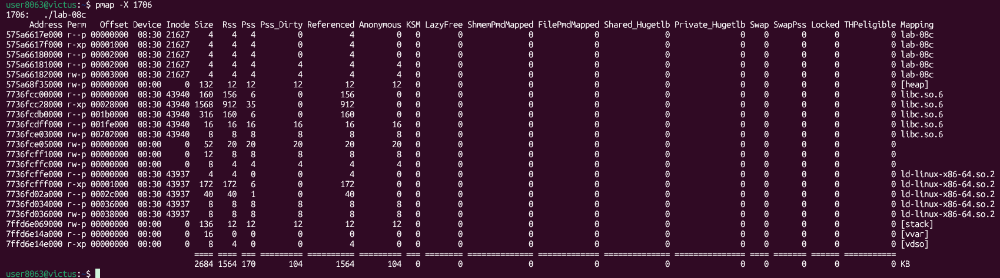 user8063@victus:~$ pmap -X 1706
1706:   ./lab-08c
     Address Perm   Offset Device Inode Size  Rss Pss Pss_Dirty Referenced Anonymous KSM LazyFree ShmemPmdMapped FilePmdMapped Shared_Hugetlb Private_Hugetlb Swap SwapPss Locked THPeligible Mapping
575a6617e000 r--p 00000000  08:30 21627    4    4   4         0          4         0   0        0              0             0              0               0    0       0      0           0 lab-08c
575a6617f000 r-xp 00001000  08:30 21627    4    4   4         0          4         0   0        0              0             0              0               0    0       0      0           0 lab-08c
575a66180000 r--p 00002000  08:30 21627    4    4   4         0          4         0   0        0              0             0              0               0    0       0      0           0 lab-08c
575a66181000 r--p 00002000  08:30 21627    4    4   4         4          4         4   0        0              0             0              0               0    0       0      0           0 lab-08c
575a66182000 rw-p 00003000  08:30 21627    4    4   4         4          4         4   0        0              0             0              0               0    0       0      0           0 lab-08c
575a68f35000 rw-p 00000000  00:00     0  132   12  12        12         12        12   0        0              0             0              0               0    0       0      0           0 [heap]
7736fcc00000 r--p 00000000  08:30 43940  160  156   6         0        156         0   0        0              0             0              0               0    0       0      0           0 libc.so.6
7736fcc28000 r-xp 00028000  08:30 43940 1568  912  35         0        912         0   0        0              0             0              0               0    0       0      0           0 libc.so.6
7736fcdb0000 r--p 001b0000  08:30 43940  316  160   6         0        160         0   0        0              0             0              0               0    0       0      0           0 libc.so.6
7736fcdff000 r--p 001fe000  08:30 43940   16   16  16        16         16        16   0        0              0             0              0               0    0       0      0           0 libc.so.6
7736fce03000 rw-p 00202000  08:30 43940    8    8   8         8          8         8   0        0              0             0              0               0    0       0      0           0 libc.so.6
7736fce05000 rw-p 00000000  00:00     0   52   20  20        20         20        20   0        0              0             0              0               0    0       0      0           0
7736fcff1000 rw-p 00000000  00:00     0   12    8   8         8          8         8   0        0              0             0              0               0    0       0      0           0
7736fcffc000 rw-p 00000000  00:00     0    8    4   4         4          4         4   0        0              0             0              0               0    0       0      0           0
7736fcffe000 r--p 00000000  08:30 43937    4    4   0         0          4         0   0        0              0             0              0               0    0       0      0           0 ld-linux-x86-64.so.2
7736fcfff000 r-xp 00001000  08:30 43937  172  172   6         0        172         0   0        0              0             0              0               0    0       0      0           0 ld-linux-x86-64.so.2
7736fd02a000 r--p 0002c000  08:30 43937   40   40   1         0         40         0   0        0              0             0              0               0    0       0      0           0 ld-linux-x86-64.so.2
7736fd034000 r--p 00036000  08:30 43937    8    8   8         8          8         8   0        0              0             0              0               0    0       0      0           0 ld-linux-x86-64.so.2
7736fd036000 rw-p 00038000  08:30 43937    8    8   8         8          8         8   0        0              0             0              0               0    0       0      0           0 ld-linux-x86-64.so.2
7ffd6e069000 rw-p 00000000  00:00     0  136   12  12        12         12        12   0        0              0             0              0               0    0       0      0           0 [stack]
7ffd6e14a000 r--p 00000000  00:00     0   16    0   0         0          0         0   0        0              0             0              0               0    0       0      0           0 [vvar]
7ffd6e14e000 r-xp 00000000  00:00     0    8    4   0         0          4         0   0        0              0             0              0               0    0       0      0           0 [vdso]
                                        ==== ==== === ========= ========== ========= === ======== ============== ============= ============== =============== ==== ======= ====== ===========
                                        2684 1564 170       104       1564       104   0        0              0             0              0               0    0       0      0           0 KB
user8063@victus:~$